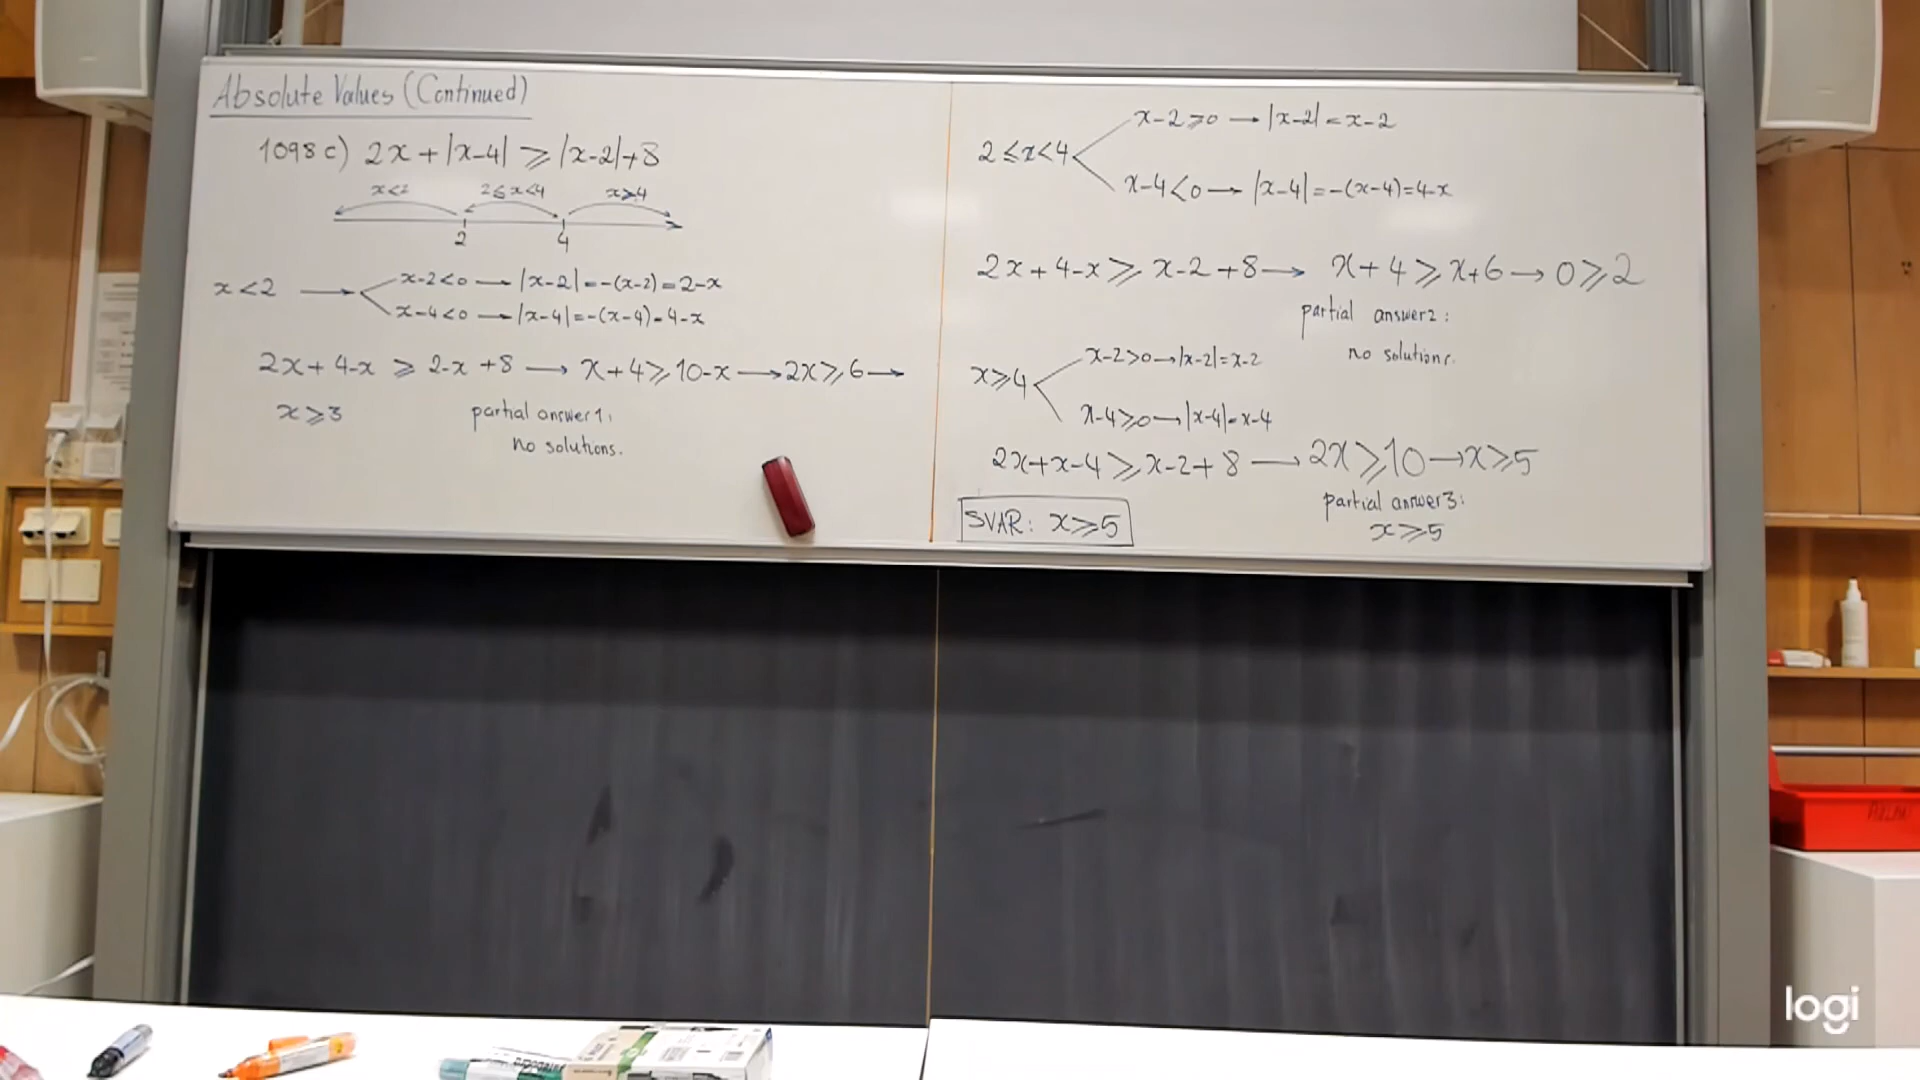 Absolute Values (Continued)
1098 c) 2x + |x-4| ⩾ |x-2| + 8
x<2 2≤x<4 x⩾4
2 4
x<2 → x-2<0 → |x-2| = -(x-2) = 2-x
x-4<0 → |x-4| = -(x-4) = 4-x
2x + 4-x ⩾ 2-x + 8 → x+4 ⩾ 10-x → 2x ⩾ 6 →
x ⩾ 3
partial answer 1:
no solutions.
2≤x<4
x-2⩾0 → |x-2| = x-2
x-4<0 → |x-4| = -(x-4) = 4-x
2x + 4-x ⩾ x-2 + 8 → x+4 ⩾ x+6 → 0 ⩾ 2
partial answer 2:
no solutions.
x⩾4
x-2>0 → |x-2| = x-2
x-4⩾0 → |x-4| = x-4
2x + x-4 ⩾ x-2 + 8 → 2x ⩾ 10 → x ⩾ 5
partial answer 3:
x ⩾ 5
SVAR: x ⩾ 5
logi